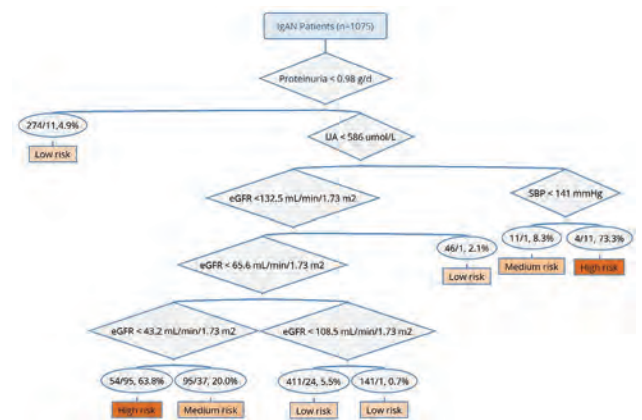 IgAN Patients (n=1075)
Proteinuria < 0.98 g/d
274/11,4.9%
UA < 586 umol/L
Low risk
eGFR <132.5 mL/min/1.73 m2
SBP < 141 mmHg
46/1, 2.1%
11/1, 8.3%
4/11, 73.3%
eGFR < 65.6 mL/min/1.73 m2
Low risk
Medium risk
High risk
eGFR < 43.2 mL/min/1.73 m2
eGFR < 108.5 mL/min/1.73 m2
54/95, 63.8%
95/37, 20.0%
411/24, 5.5%
141/1, 0.7%
High risk
Medium risk
Low risk
Low risk